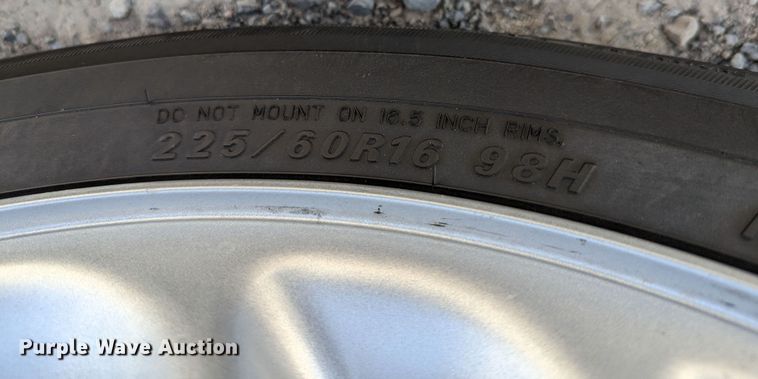 DO NOT MOUNT ON 16.5 INCH RIMS.
225/60R16 98H
Purple Wave Auction